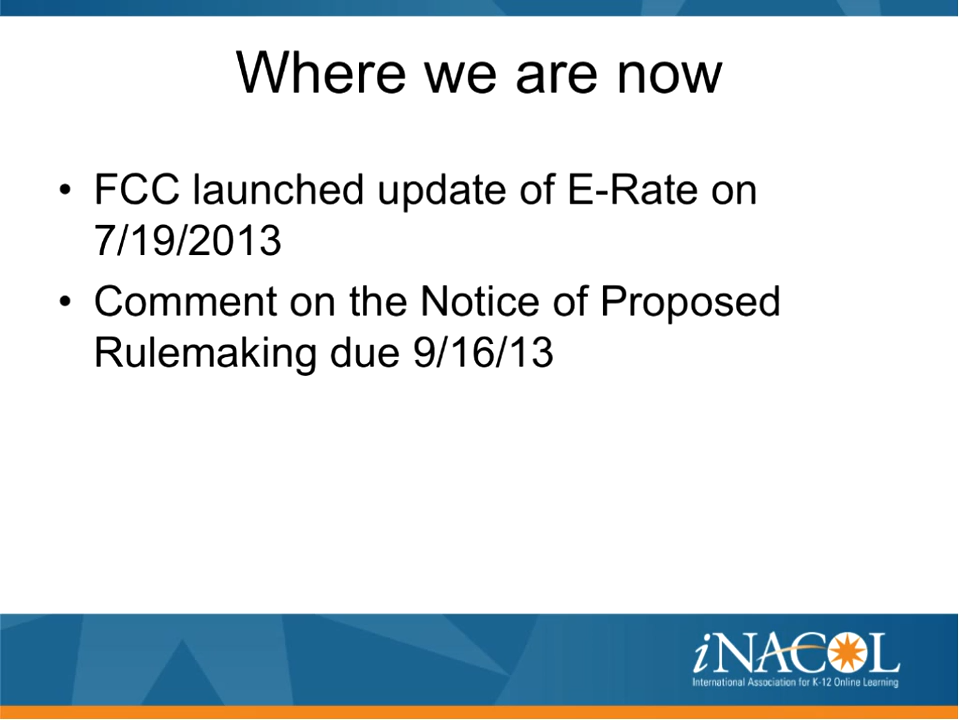 Where we are now
• FCC launched update of E-Rate on
7/19/2013
• Comment on the Notice of Proposed
Rulemaking due 9/16/13
iNACOL
International Association for K-12 Online Learning